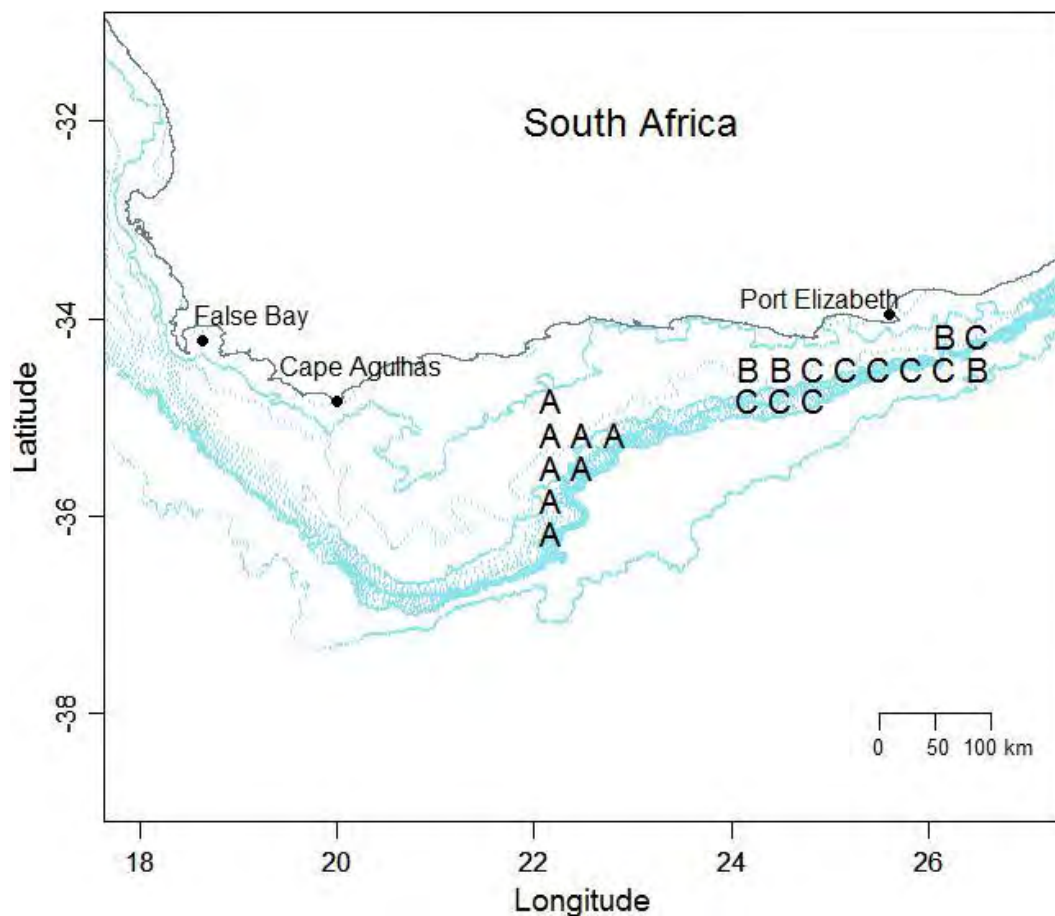 South Africa
False Bay
Cape Agulhas
Port Elizabeth
B C
B B C C C C C B
C C C
A
A A A
A A
A
A
0 50 100 km
-32
-34
-36
-38
Latitude
18 20 22 24 26
Longitude